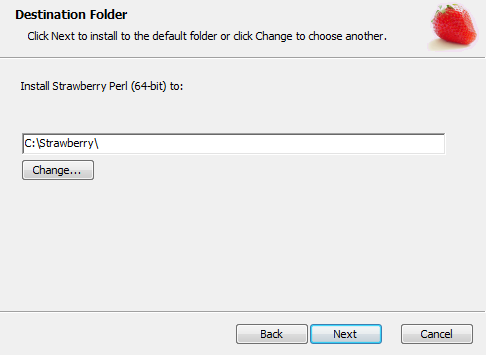 Destination Folder
Click Next to install to the default folder or click Change to choose another.
Install Strawberry Perl (64-bit) to:
C:\Strawberry\
Change...
Back
Next
Cancel